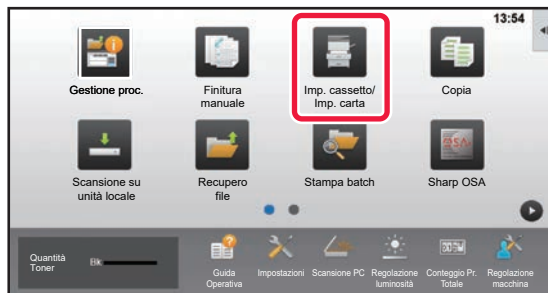 13:54
Gestione proc.
Finitura
manuale
Imp. cassetto/
Imp. carta
Copia
Scansione su
unità locale
Recupero
file
Stampa batch
Sharp OSA
Quantità
Toner
Bk
Guida
Operativa
Impostazioni
Scansione PC
Regolazione
luminosità
Conteggio Pr.
Totale
Regolazione
macchina